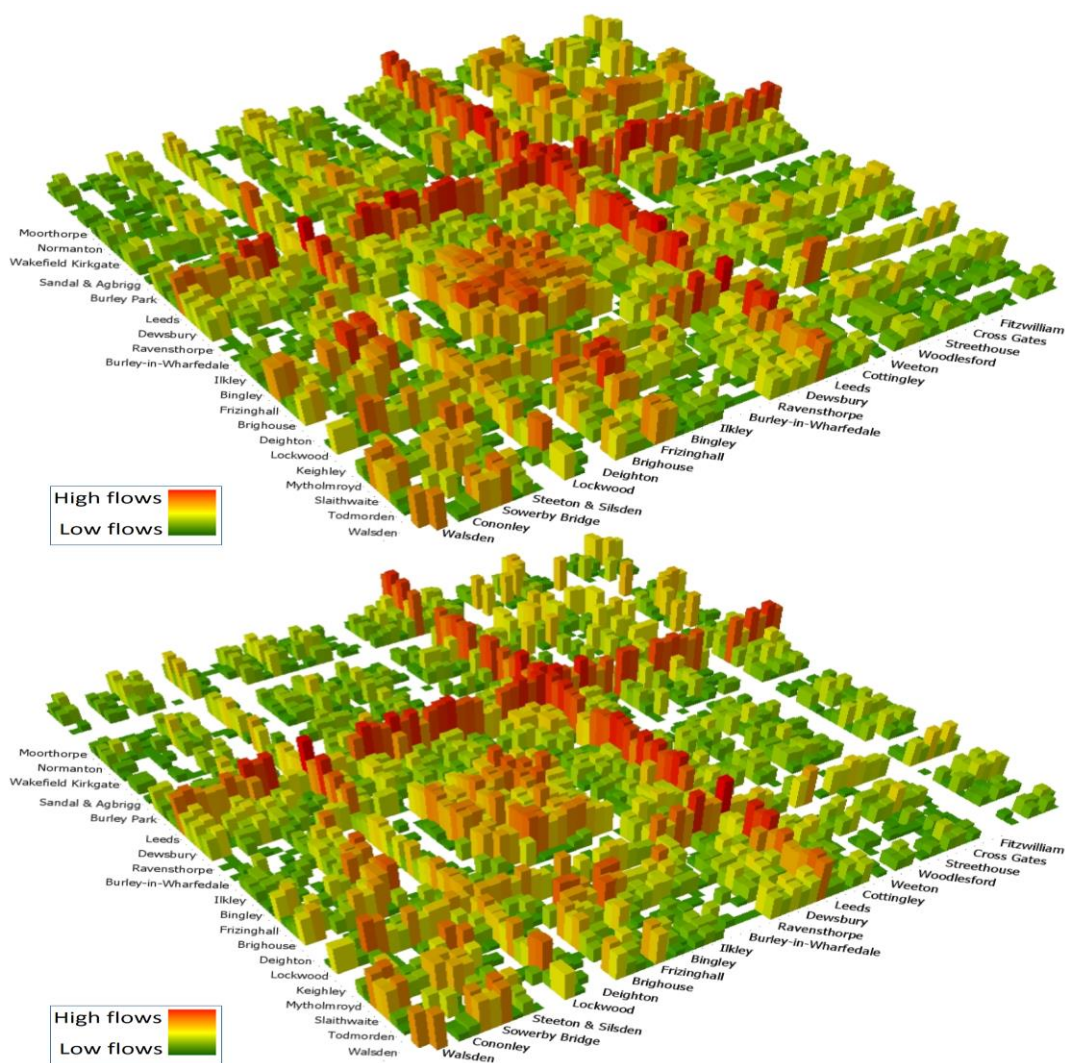 Moorthorpe
Normanton
Wakefield Kirkgate
Sandal & Agbrigg
Burley Park
Leeds
Dewsbury
Ravensthorpe
Burley-in-Wharfedale
Ilkley
Bingley
Frizinghall
Brighouse
Deighton
Lockwood
Keighley
Mytholmroyd
Slaithwaite
Todmorden
Walsden
Fitzwilliam
Cross Gates
Streethouse
Woodlesford
Weeton
Cottingley
Leeds
Dewsbury
Ravensthorpe
Burley-in-Wharfedale
Ilkley
Bingley
Frizinghall
Brighouse
Deighton
Lockwood
Steeton & Silsden
Sowerby Bridge
Cononley
Walsden
High flows
Low flows
Moorthorpe
Normanton
Wakefield Kirkgate
Sandal & Agbrigg
Burley Park
Leeds
Dewsbury
Ravensthorpe
Burley-in-Wharfedale
Ilkley
Bingley
Frizinghall
Brighouse
Deighton
Lockwood
Keighley
Mytholmroyd
Slaithwaite
Todmorden
Walsden
Fitzwilliam
Cross Gates
Streethouse
Woodlesford
Weeton
Cottingley
Leeds
Dewsbury
Ravensthorpe
Burley-in-Wharfedale
Ilkley
Bingley
Frizinghall
Brighouse
Deighton
Lockwood
Steeton & Silsden
Sowerby Bridge
Cononley
Walsden
High flows
Low flows